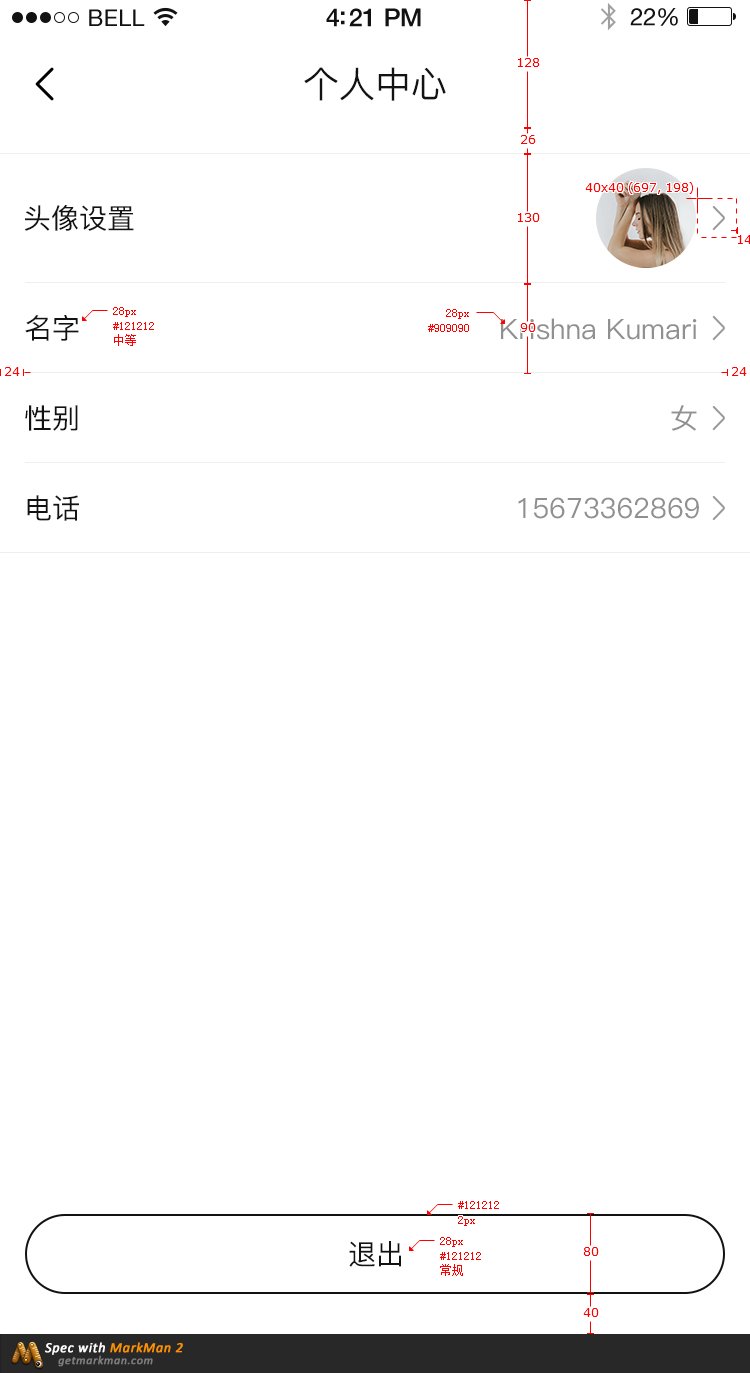 BELL 4:21 PM 22%
128
个人中心
26
40x40 (697, 198)
头像设置
130
14
28px
#121212
中等
名字
28px
#909090
90
Krishna Kumari
24
24
性别
女
电话
15673362869
#121212
2px
28px
#121212
常规
退出
80
40
Spec with MarkMan 2
getmarkman.com